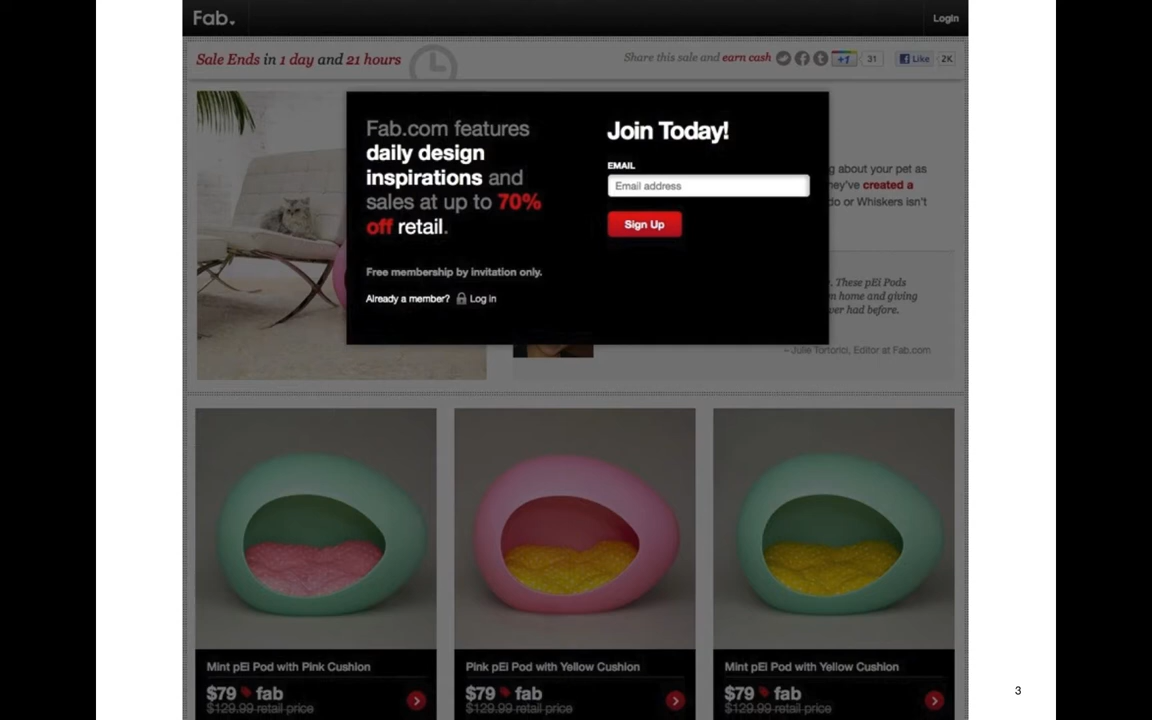 Fab.
Login
Sale Ends in 1 day and 21 hours
Share this sale and earn cash
+1
31
Like
2K
Fab.com features
daily design
inspirations and
sales at up to 70%
off retail.
Free membership by invitation only.
Already a member? Log in
Join Today!
EMAIL
Email address
Sign Up
about your pet as
they've created a
do or Whiskers isn't
These pEi Pods
home and giving
had before.
– Julie Tortorici, Editor at Fab.com
Mint pEi Pod with Pink Cushion
$79 fab
$129.99 retail price
Pink pEi Pod with Yellow Cushion
$79 fab
$129.99 retail price
Mint pEi Pod with Yellow Cushion
$79 fab
$129.99 retail price
3